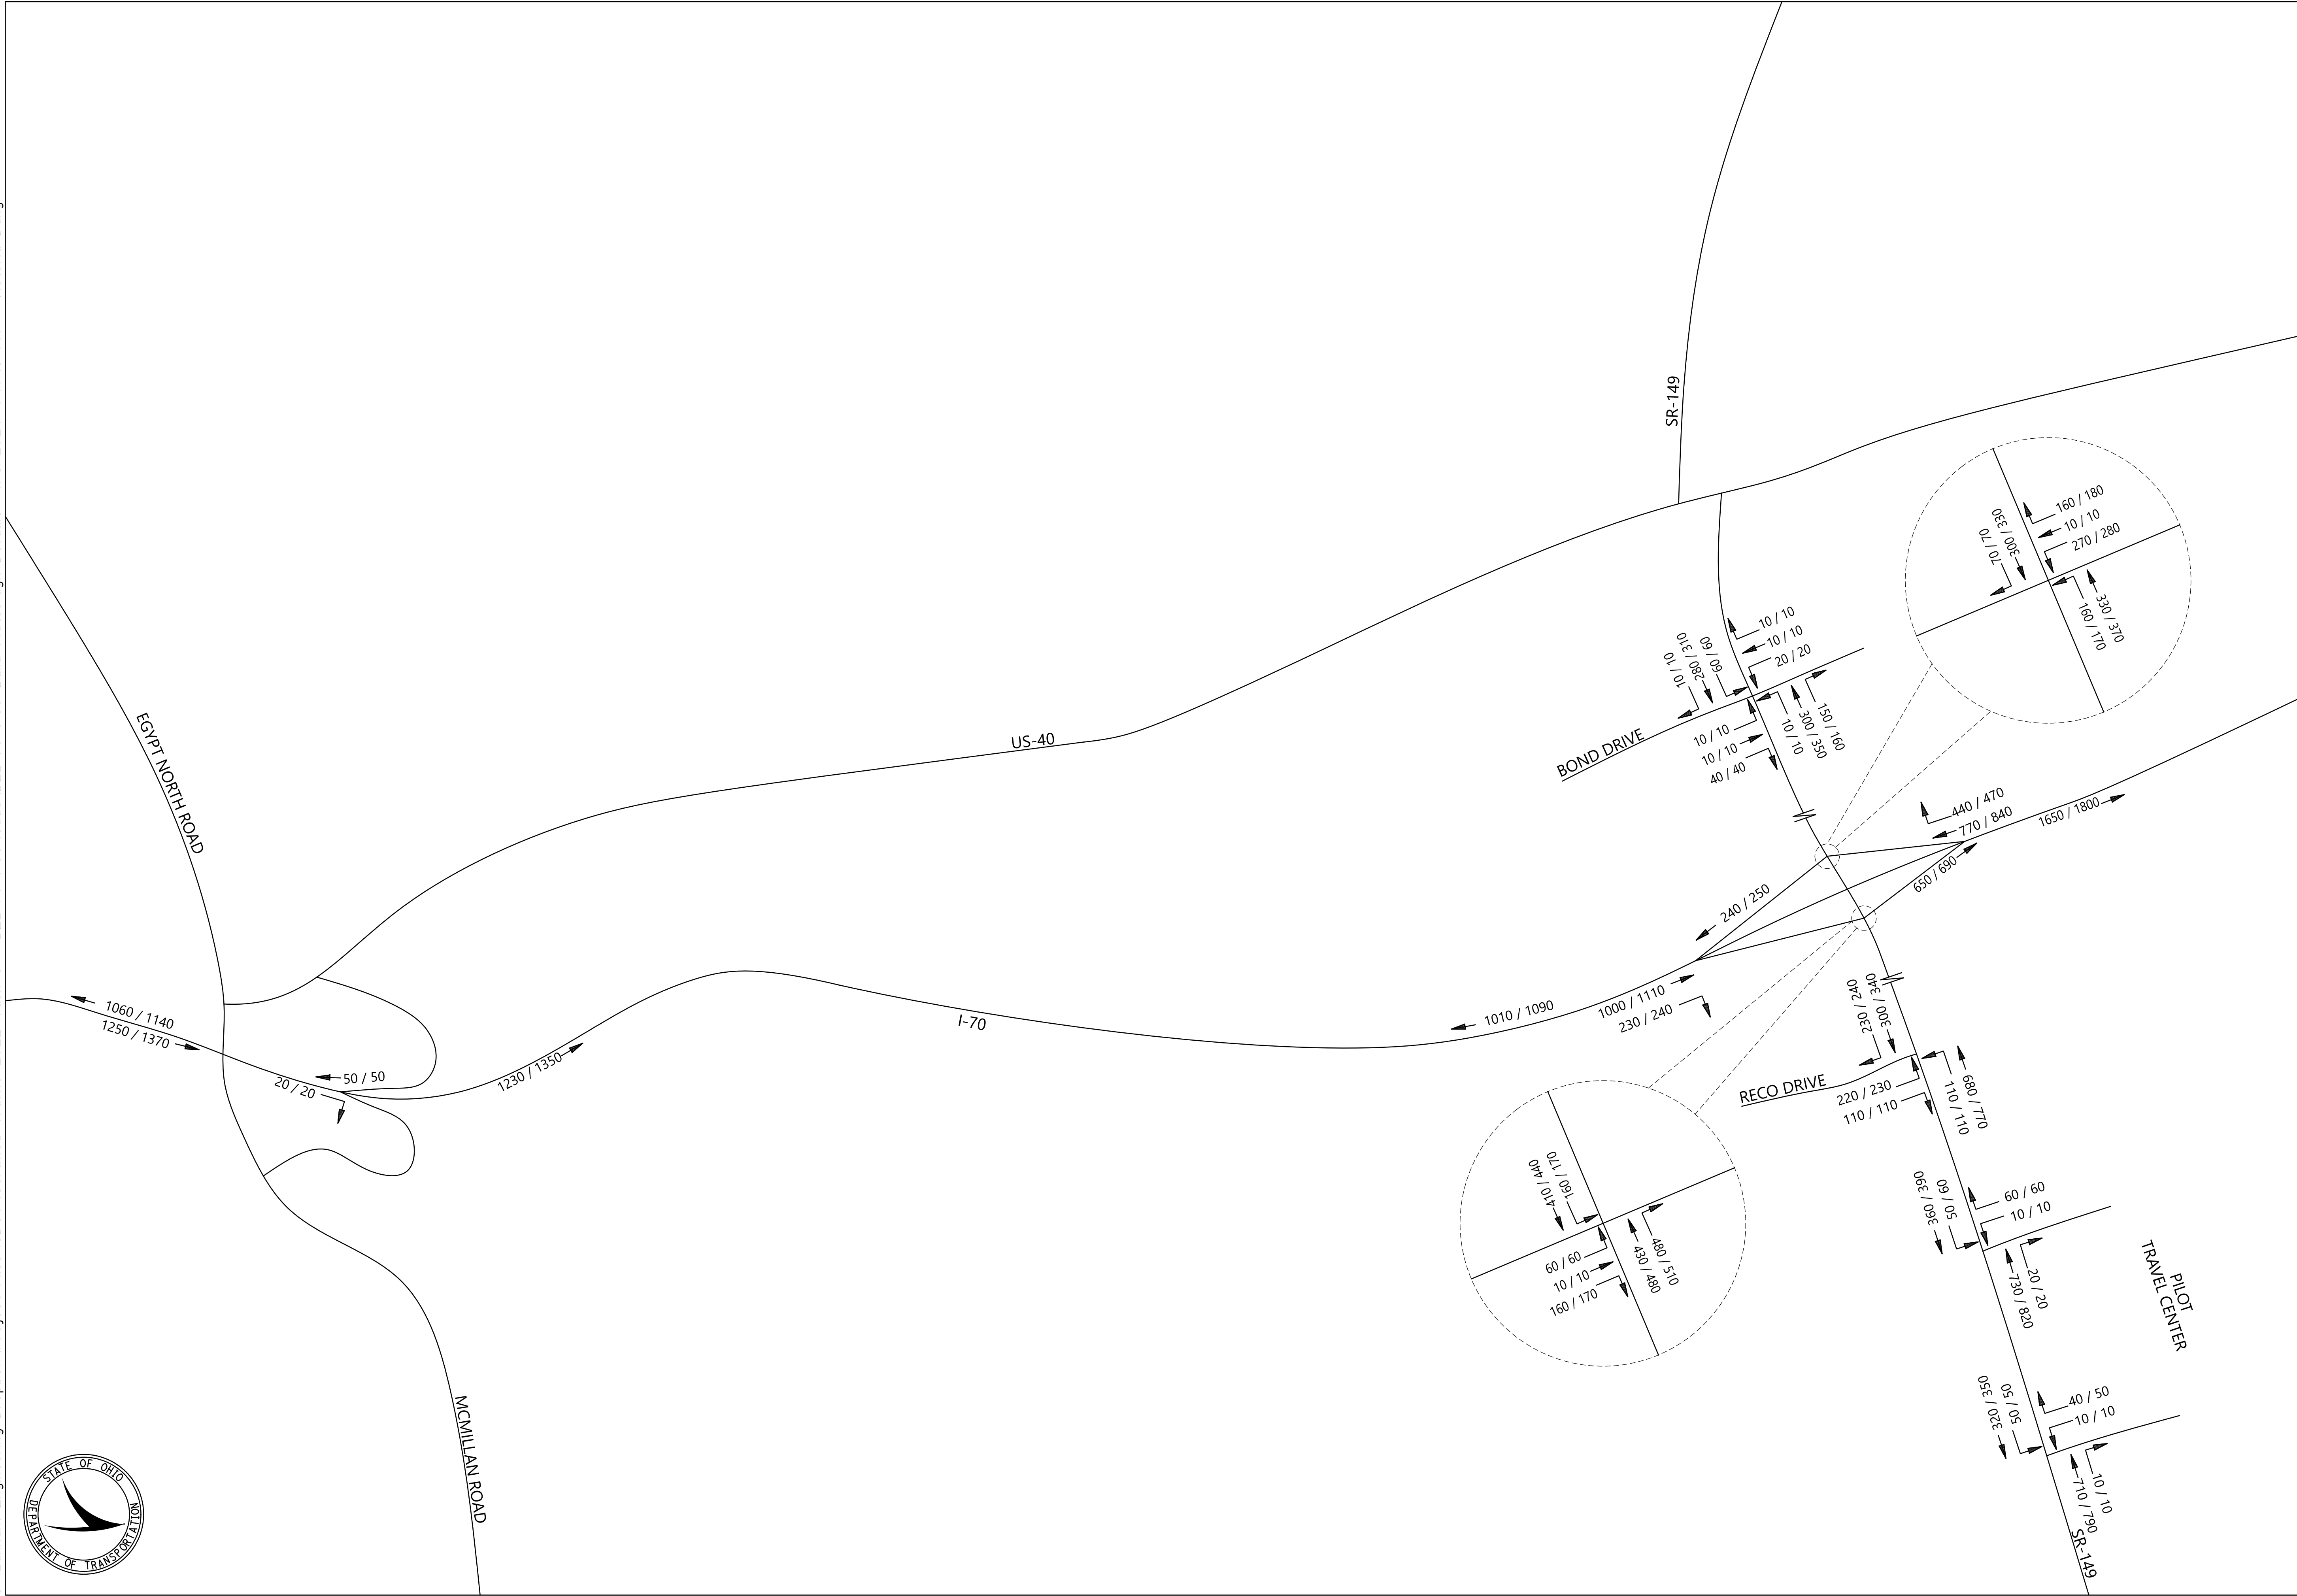 SR-149
160 / 180
10 / 10
270 / 280
300 / 330
70 / 70
330 / 370
160 / 170
10 / 10
10 / 10
20 / 20
60 / 60
280 / 310
10 / 10
150 / 160
300 / 350
10 / 10
10 / 10
10 / 10
40 / 40
BOND DRIVE
US-40
EGYPT NORTH ROAD
440 / 470
770 / 840
1650 / 1800
650 / 690
240 / 250
1060 / 1140
1250 / 1370
50 / 50
20 / 20
1230 / 1350
I-70
1010 / 1090
1000 / 1110
230 / 240
300 / 340
230 / 240
RECO DRIVE
220 / 230
110 / 110
680 / 770
110 / 110
160 / 170
410 / 440
60 / 60
10 / 10
160 / 170
480 / 510
430 / 480
50 / 60
360 / 390
60 / 60
10 / 10
20 / 20
730 / 820
PILOT
TRAVEL CENTER
50 / 50
320 / 350
40 / 50
10 / 10
10 / 10
710 / 790
SR-149
MCMILLAN ROAD
STATE OF OHIO
DEPARTMENT OF TRANSPORTATION